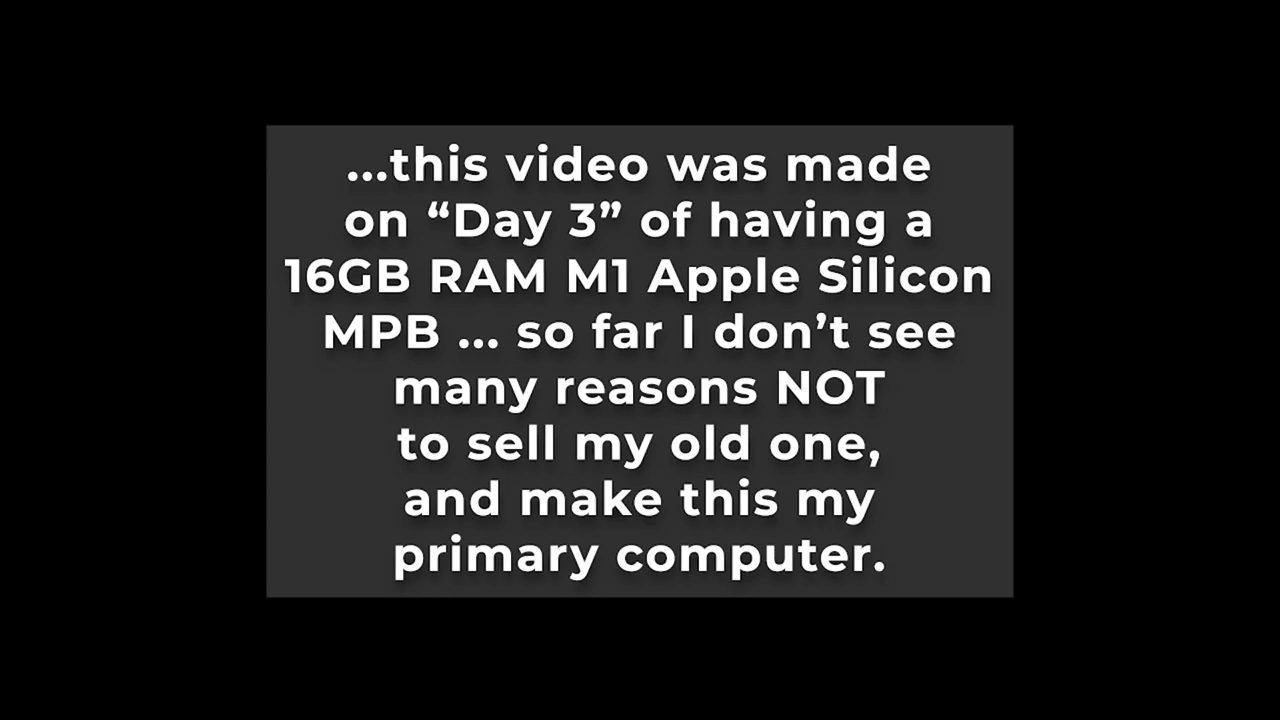 ...this video was made
on “Day 3” of having a
16GB RAM M1 Apple Silicon
MPB ... so far I don’t see
many reasons NOT
to sell my old one,
and make this my
primary computer.